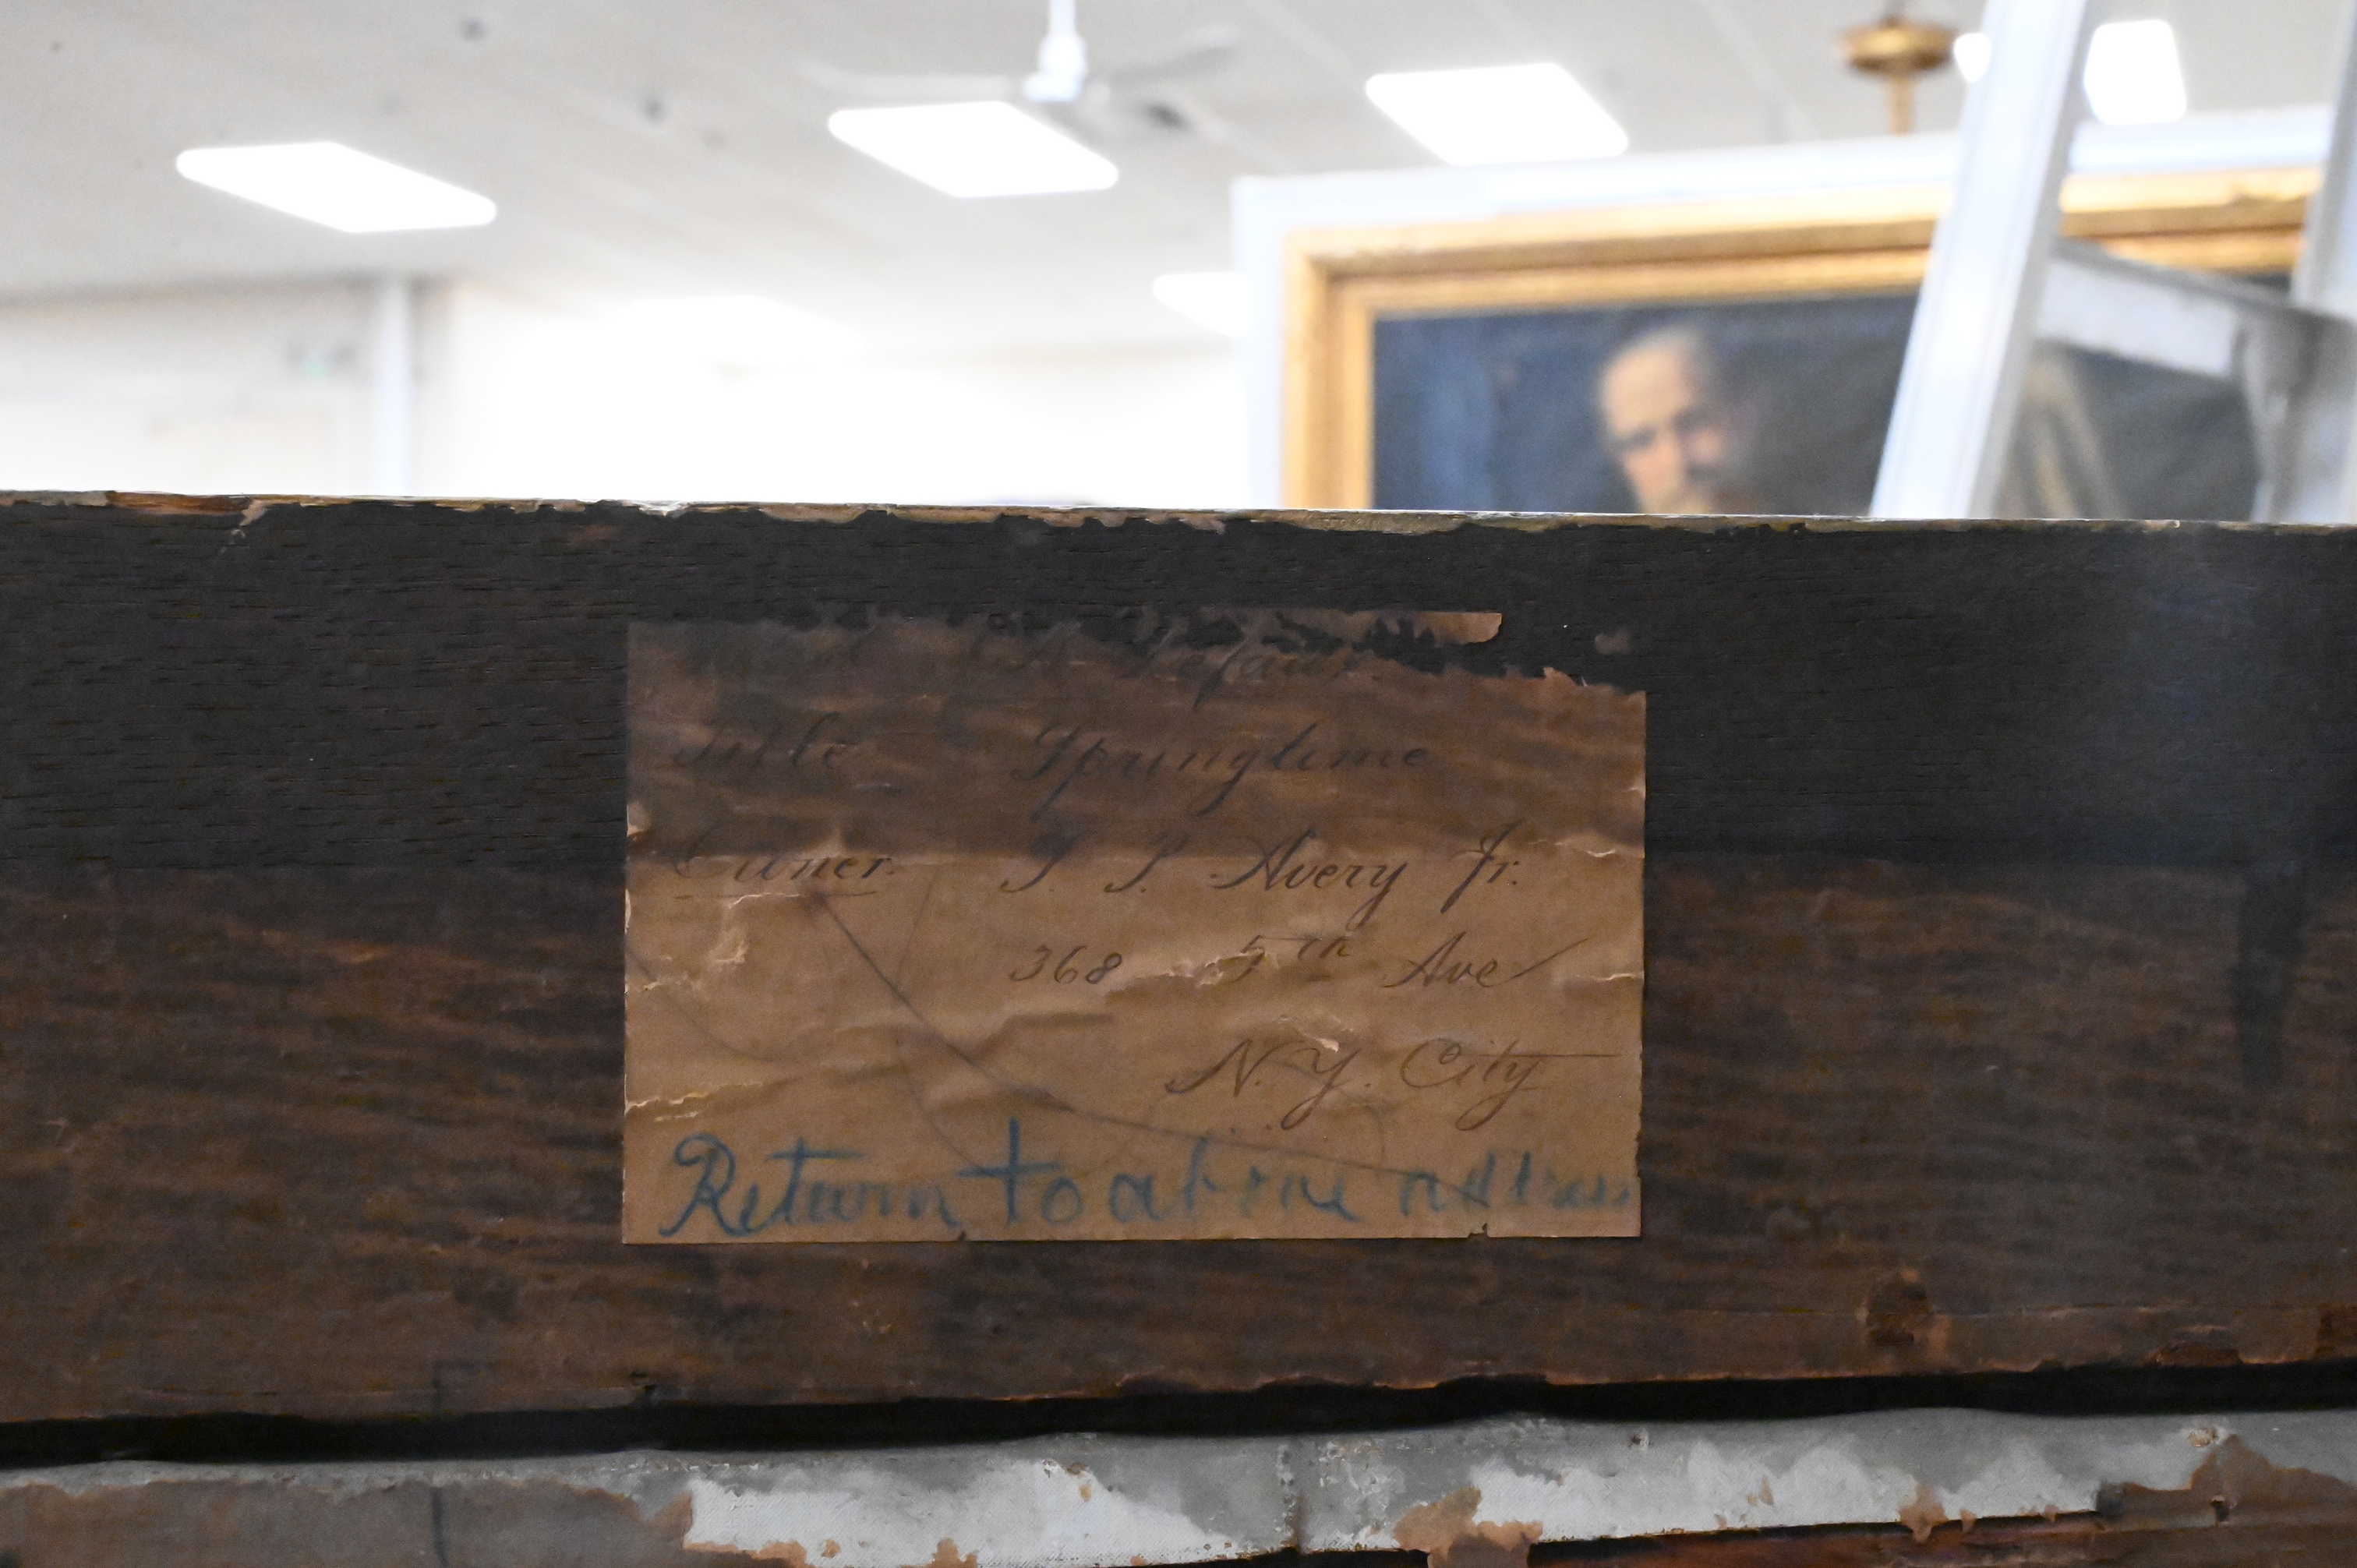 Title Springtime
Owner. S. P. Avery Jr.
368 5th Ave
N. Y. City
Return to above address